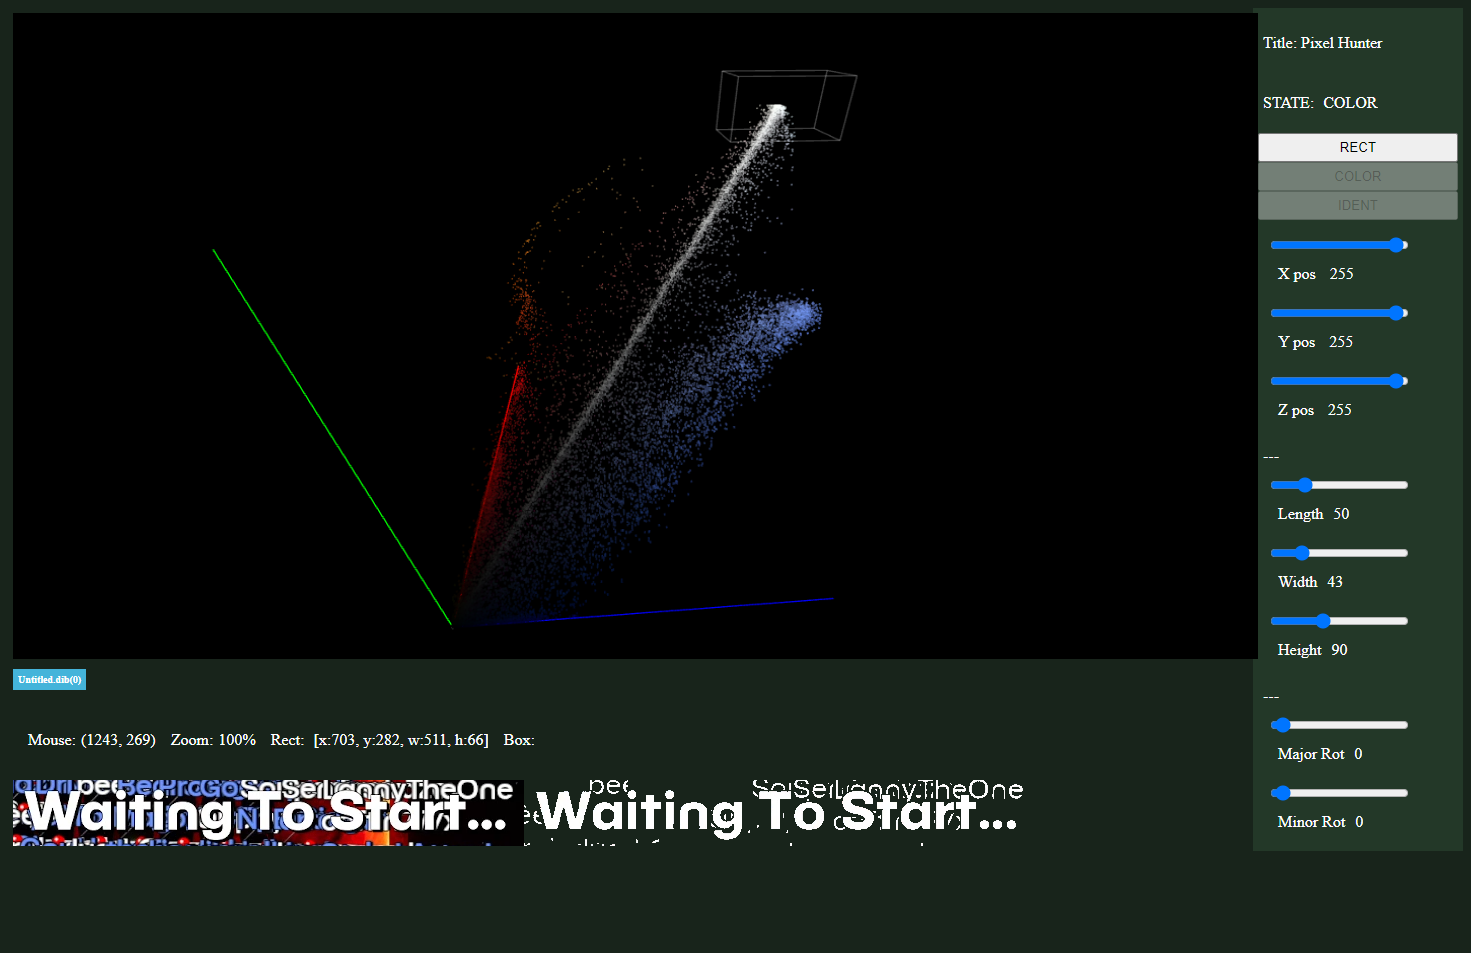 Title: Pixel Hunter
STATE: COLOR
RECT
COLOR
IDENT
X pos 255
Y pos 255
Z pos 255
---
Length 50
Width 43
Height 90
---
Major Rot 0
Minor Rot 0
Untitled.dib(0)
Mouse: (1243, 269) Zoom: 100% Rect: [x:703, y:282, w:511, h:66] Box:
TheOne
Waiting To Start...
TheOne
Waiting To Start...